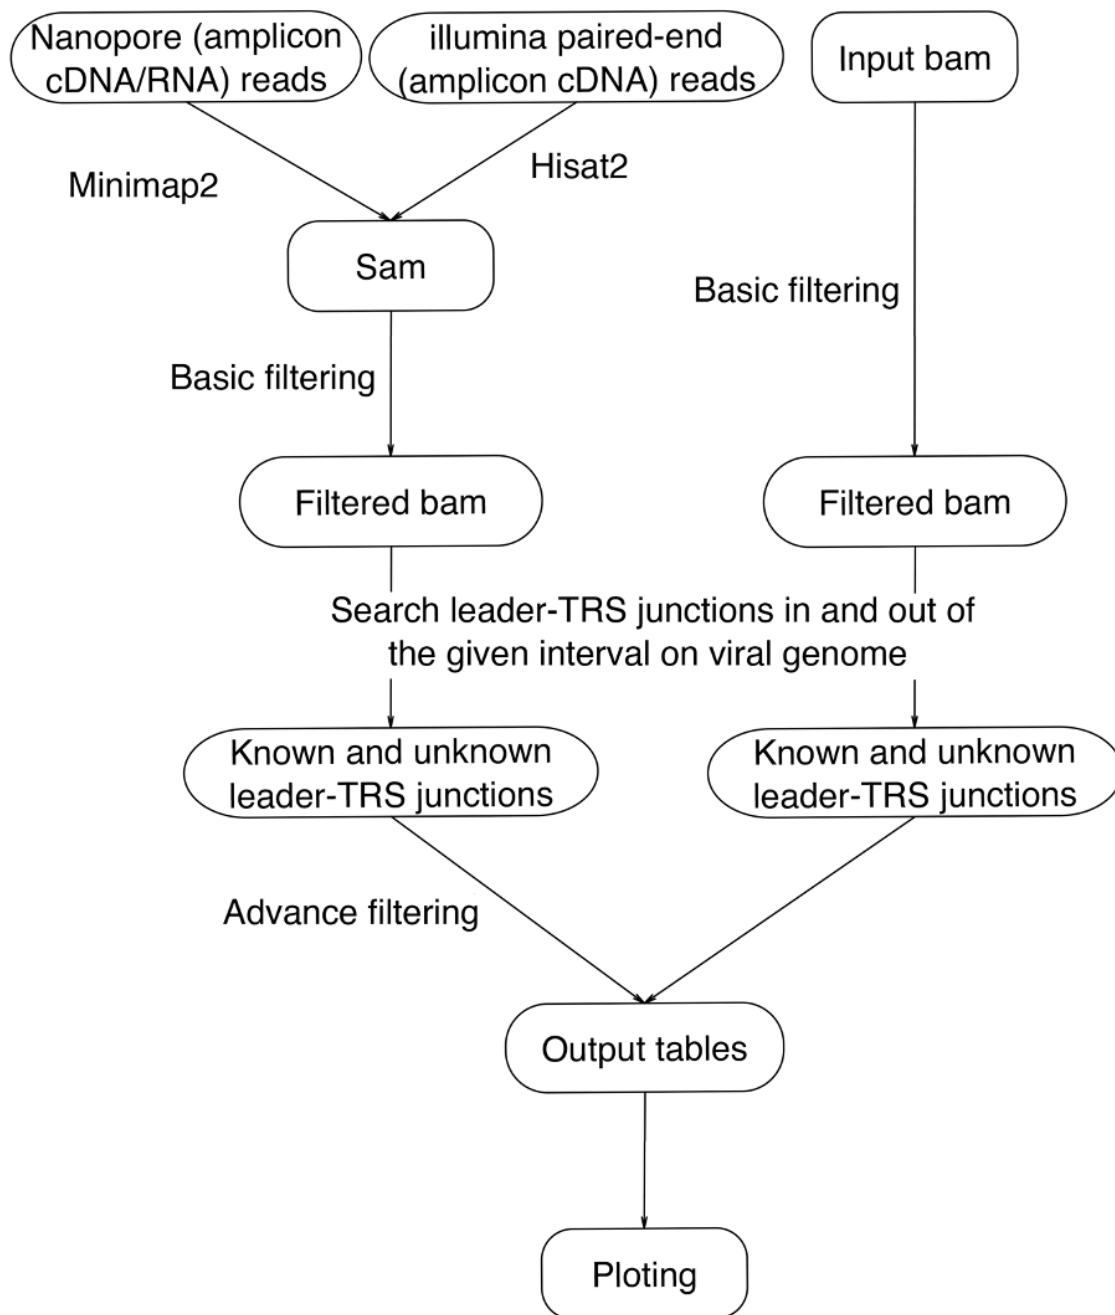 Nanopore (amplicon
cDNA/RNA) reads
illumina paired-end
(amplicon cDNA) reads
Input bam
Minimap2
Hisat2
Sam
Basic filtering
Basic filtering
Filtered bam
Filtered bam
Search leader-TRS junctions in and out of
the given interval on viral genome
Known and unknown
leader-TRS junctions
Known and unknown
leader-TRS junctions
Advance filtering
Output tables
Ploting